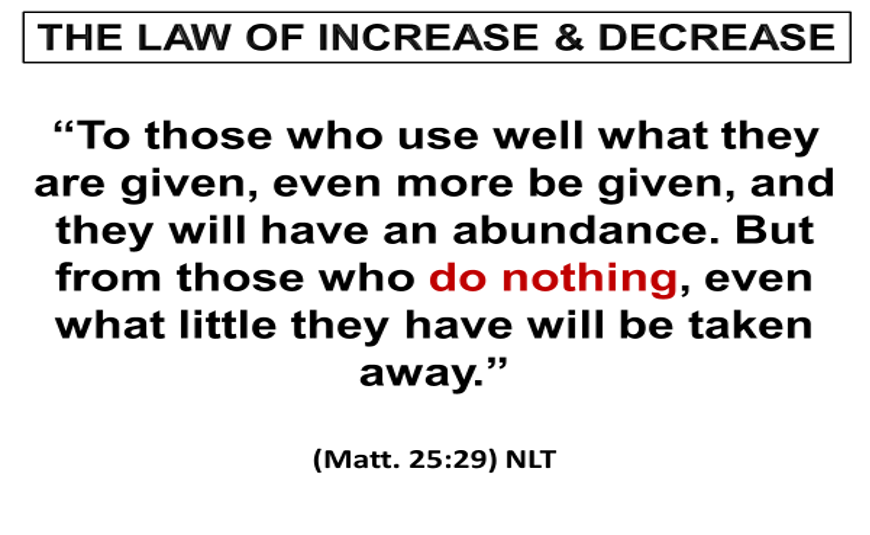 THE LAW OF INCREASE & DECREASE
“To those who use well what they
are given, even more be given, and
they will have an abundance. But
from those who do nothing, even
what little they have will be taken
away.”
(Matt. 25:29) NLT